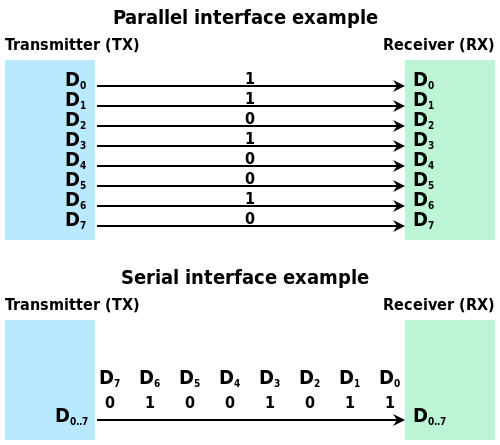 Parallel interface example
Transmitter (TX) Receiver (RX)
D0 1 D0
D1 1 D1
D2 0 D2
D3 1 D3
D4 0 D4
D5 0 D5
D6 1 D6
D7 0 D7
Serial interface example
Transmitter (TX) Receiver (RX)
D7 D6 D5 D4 D3 D2 D1 D0
0 1 0 0 1 0 1 1
D0..7 D0..7